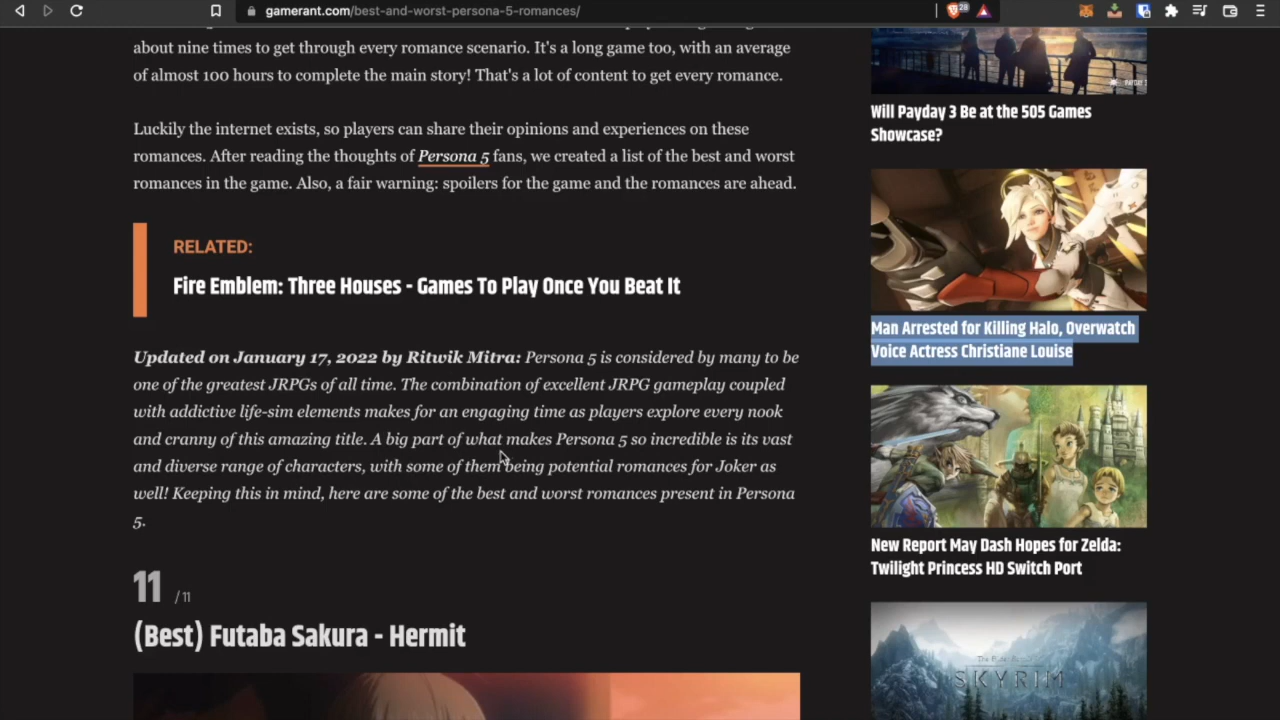 gamerant.com/best-and-worst-persona-5-romances/
28
about nine times to get through every romance scenario. It's a long game too, with an average
of almost 100 hours to complete the main story! That's a lot of content to get every romance.
Luckily the internet exists, so players can share their opinions and experiences on these
romances. After reading the thoughts of Persona 5 fans, we created a list of the best and worst
romances in the game. Also, a fair warning: spoilers for the game and the romances are ahead.
RELATED:
Fire Emblem: Three Houses - Games To Play Once You Beat It
Updated on January 17, 2022 by Ritwik Mitra: Persona 5 is considered by many to be
one of the greatest JRPGs of all time. The combination of excellent JRPG gameplay coupled
with addictive life-sim elements makes for an engaging time as players explore every nook
and cranny of this amazing title. A big part of what makes Persona 5 so incredible is its vast
and diverse range of characters, with some of them being potential romances for Joker as
well! Keeping this in mind, here are some of the best and worst romances present in Persona
5.
11 / 11
(Best) Futaba Sakura - Hermit
Will Payday 3 Be at the 505 Games
Showcase?
Man Arrested for Killing Halo, Overwatch
Voice Actress Christiane Louise
New Report May Dash Hopes for Zelda:
Twilight Princess HD Switch Port
The Elder Scrolls
SKYRIM